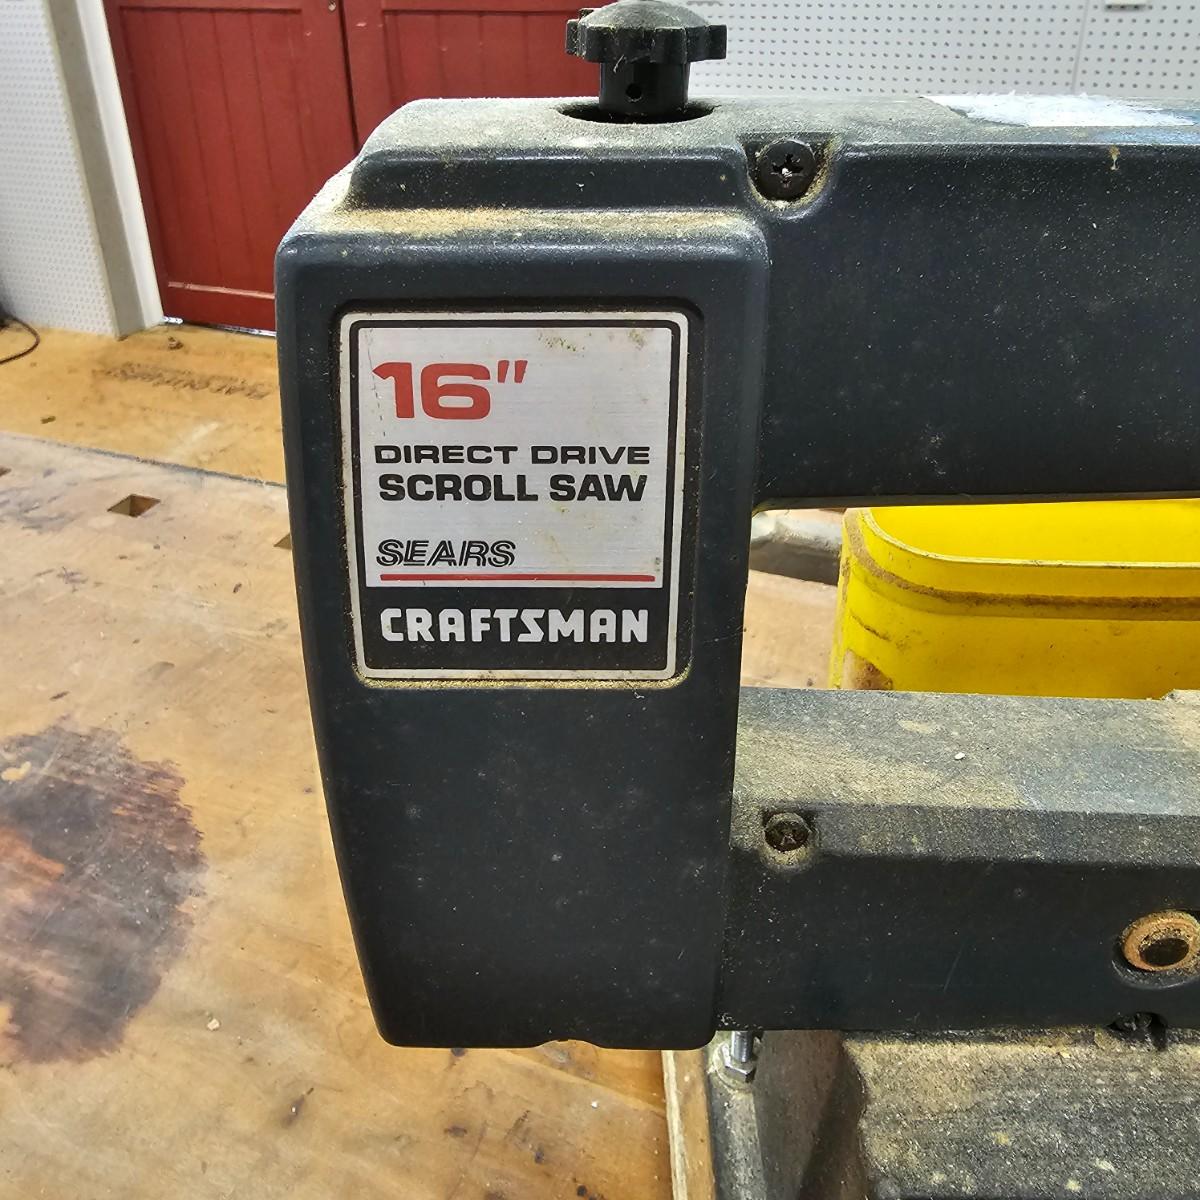 16"
DIRECT DRIVE
SCROLL SAW
SEARS
CRAFTSMAN